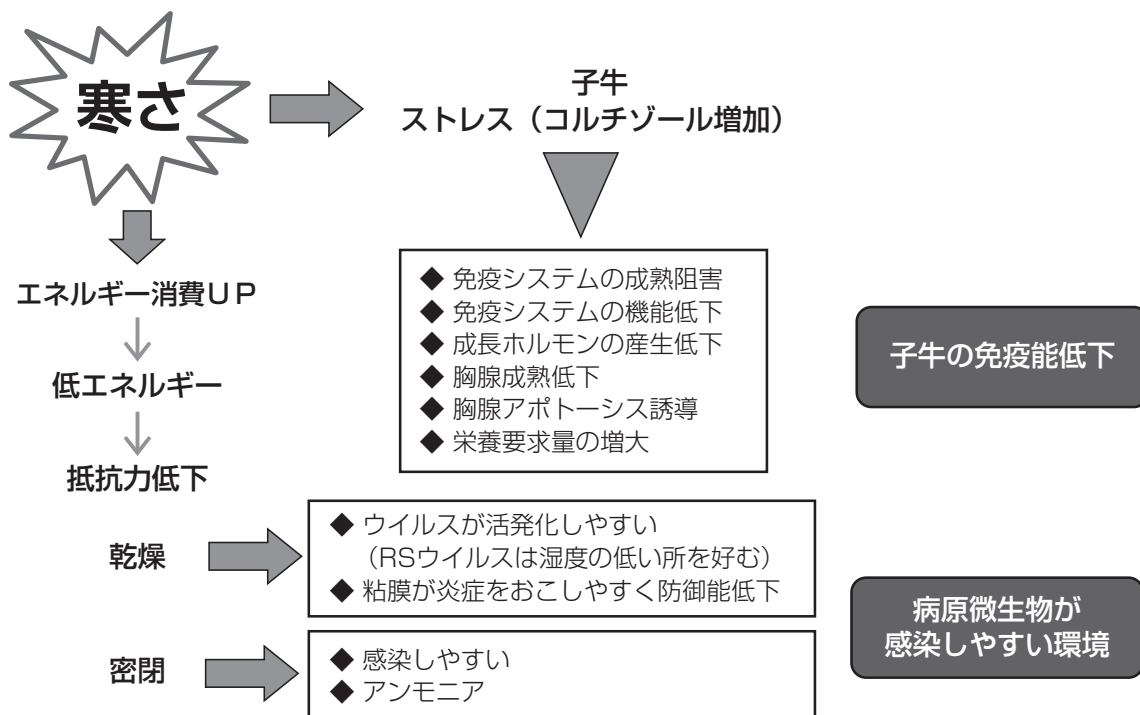 寒さ
子牛
ストレス（コルチゾール増加）
エネルギー消費ＵＰ
低エネルギー
抵抗力低下
◆ 免疫システムの成熟阻害
◆ 免疫システムの機能低下
◆ 成長ホルモンの産生低下
◆ 胸腺成熟低下
◆ 胸腺アポトーシス誘導
◆ 栄養要求量の増大
子牛の免疫能低下
乾燥
◆ ウイルスが活発化しやすい
（RSウイルスは湿度の低い所を好む）
◆ 粘膜が炎症をおこしやすく防御能低下
密閉
◆ 感染しやすい
◆ アンモニア
病原微生物が
感染しやすい環境